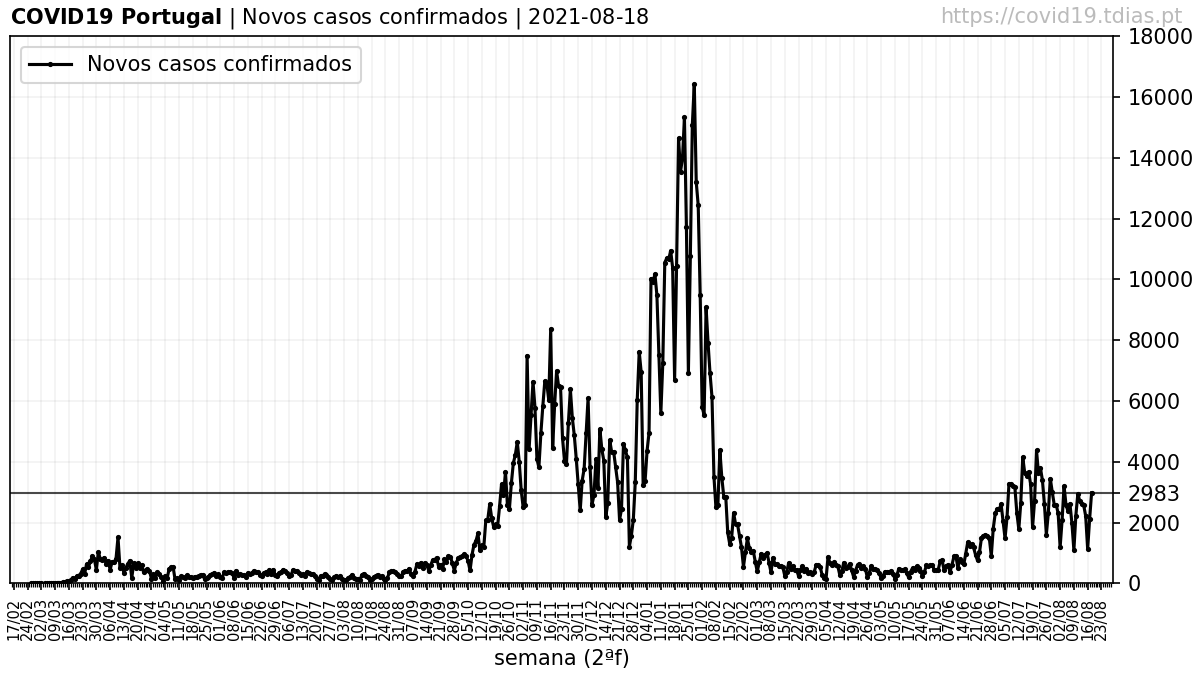 COVID19 Portugal | Novos casos confirmados | 2021-08-18
https://covid19.tdias.pt
Novos casos confirmados
18000
16000
14000
12000
10000
8000
6000
4000
2983
2000
0
17/02 24/02 02/03 09/03 16/03 23/03 30/03 06/04 13/04 20/04 27/04 04/05 11/05 18/05 25/05 01/06 08/06 15/06 22/06 29/06 06/07 13/07 20/07 27/07 03/08 10/08 17/08 24/08 31/08 07/09 14/09 21/09 28/09 05/10 12/10 19/10 26/10 02/11 09/11 16/11 23/11 30/11 07/12 14/12 21/12 28/12 04/01 11/01 18/01 25/01 01/02 08/02 15/02 22/02 01/03 08/03 15/03 22/03 29/03 05/04 12/04 19/04 26/04 03/05 10/05 17/05 24/05 31/05 07/06 14/06 21/06 28/06 05/07 12/07 19/07 26/07 02/08 09/08 16/08 23/08
semana (2ªf)